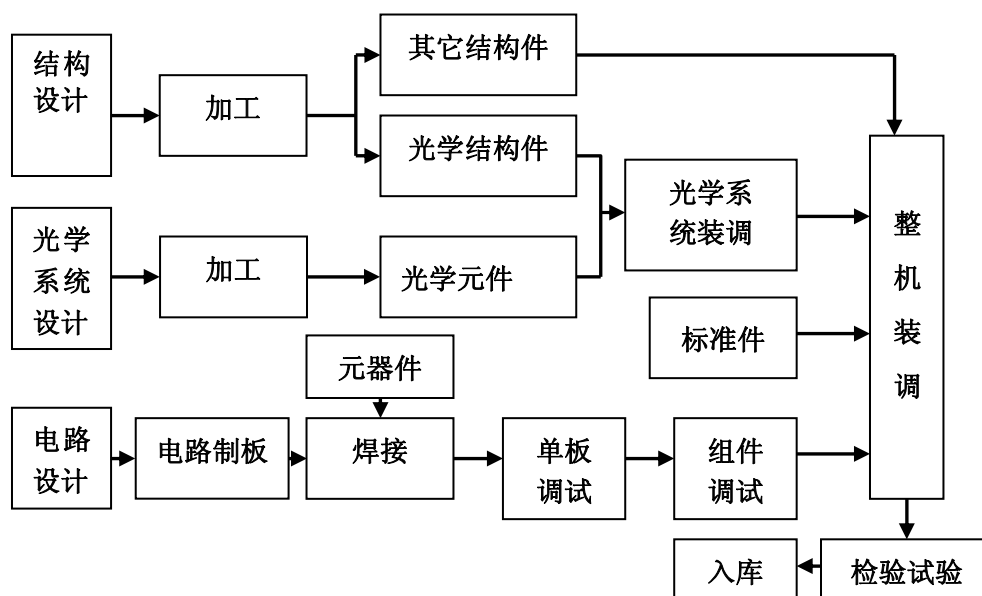 结构
设计
加工
其它结构件
光学结构件
光学
系统
设计
加工
光学元件
光学系
统装调
标准件
元器件
电路
设计
电路制板
焊接
单板
调试
组件
调试
整
机
装
调
检验试验
入库